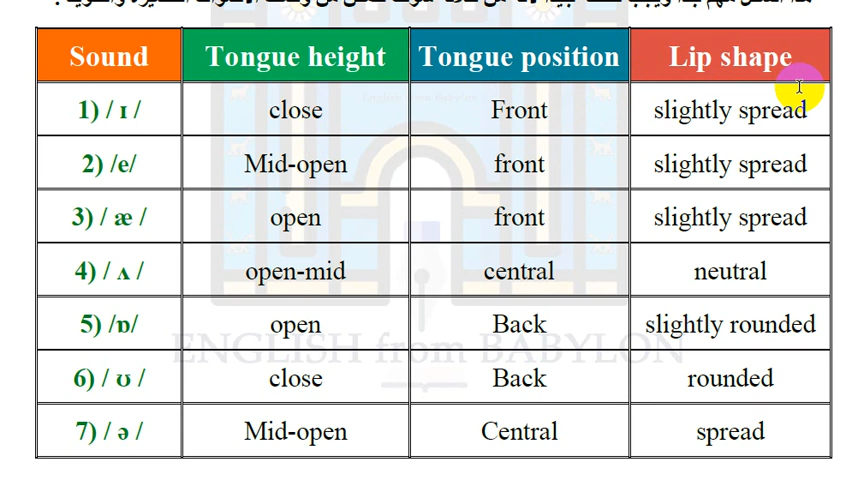 Sound Tongue height Tongue position Lip shape
1) / ɪ / close Front slightly spread
2) /e/ Mid-open front slightly spread
3) / æ / open front slightly spread
4) / ʌ / open-mid central neutral
5) /ɒ/ open Back slightly rounded
ENGLISH from BABYLON
6) / ʊ / close Back rounded
7) / ə / Mid-open Central spread